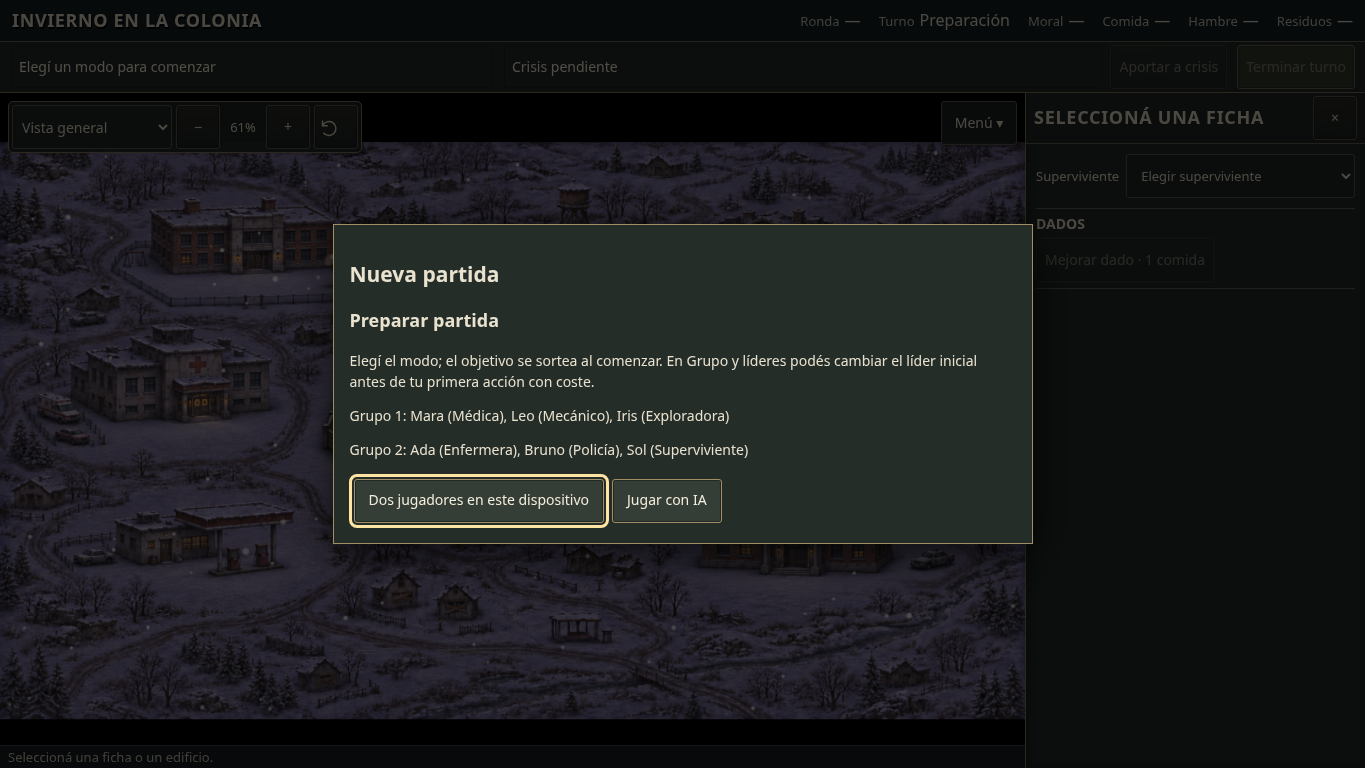 INVIERNO EN LA COLONIA
Ronda — Turno Preparación Moral — Comida — Hambre — Residuos —
Elegí un modo para comenzar
Crisis pendiente
Aportar a crisis
Terminar turno
Vista general
−
61%
+
Menú ▾
SELECCIONÁ UNA FICHA
×
Superviviente
Elegir superviviente
DADOS
Mejorar dado · 1 comida
Nueva partida
Preparar partida
Elegí el modo; el objetivo se sortea al comenzar. En Grupo y líderes podés cambiar el líder inicial
antes de tu primera acción con coste.
Grupo 1: Mara (Médica), Leo (Mecánico), Iris (Exploradora)
Grupo 2: Ada (Enfermera), Bruno (Policía), Sol (Superviviente)
Dos jugadores en este dispositivo
Jugar con IA
Seleccioná una ficha o un edificio.